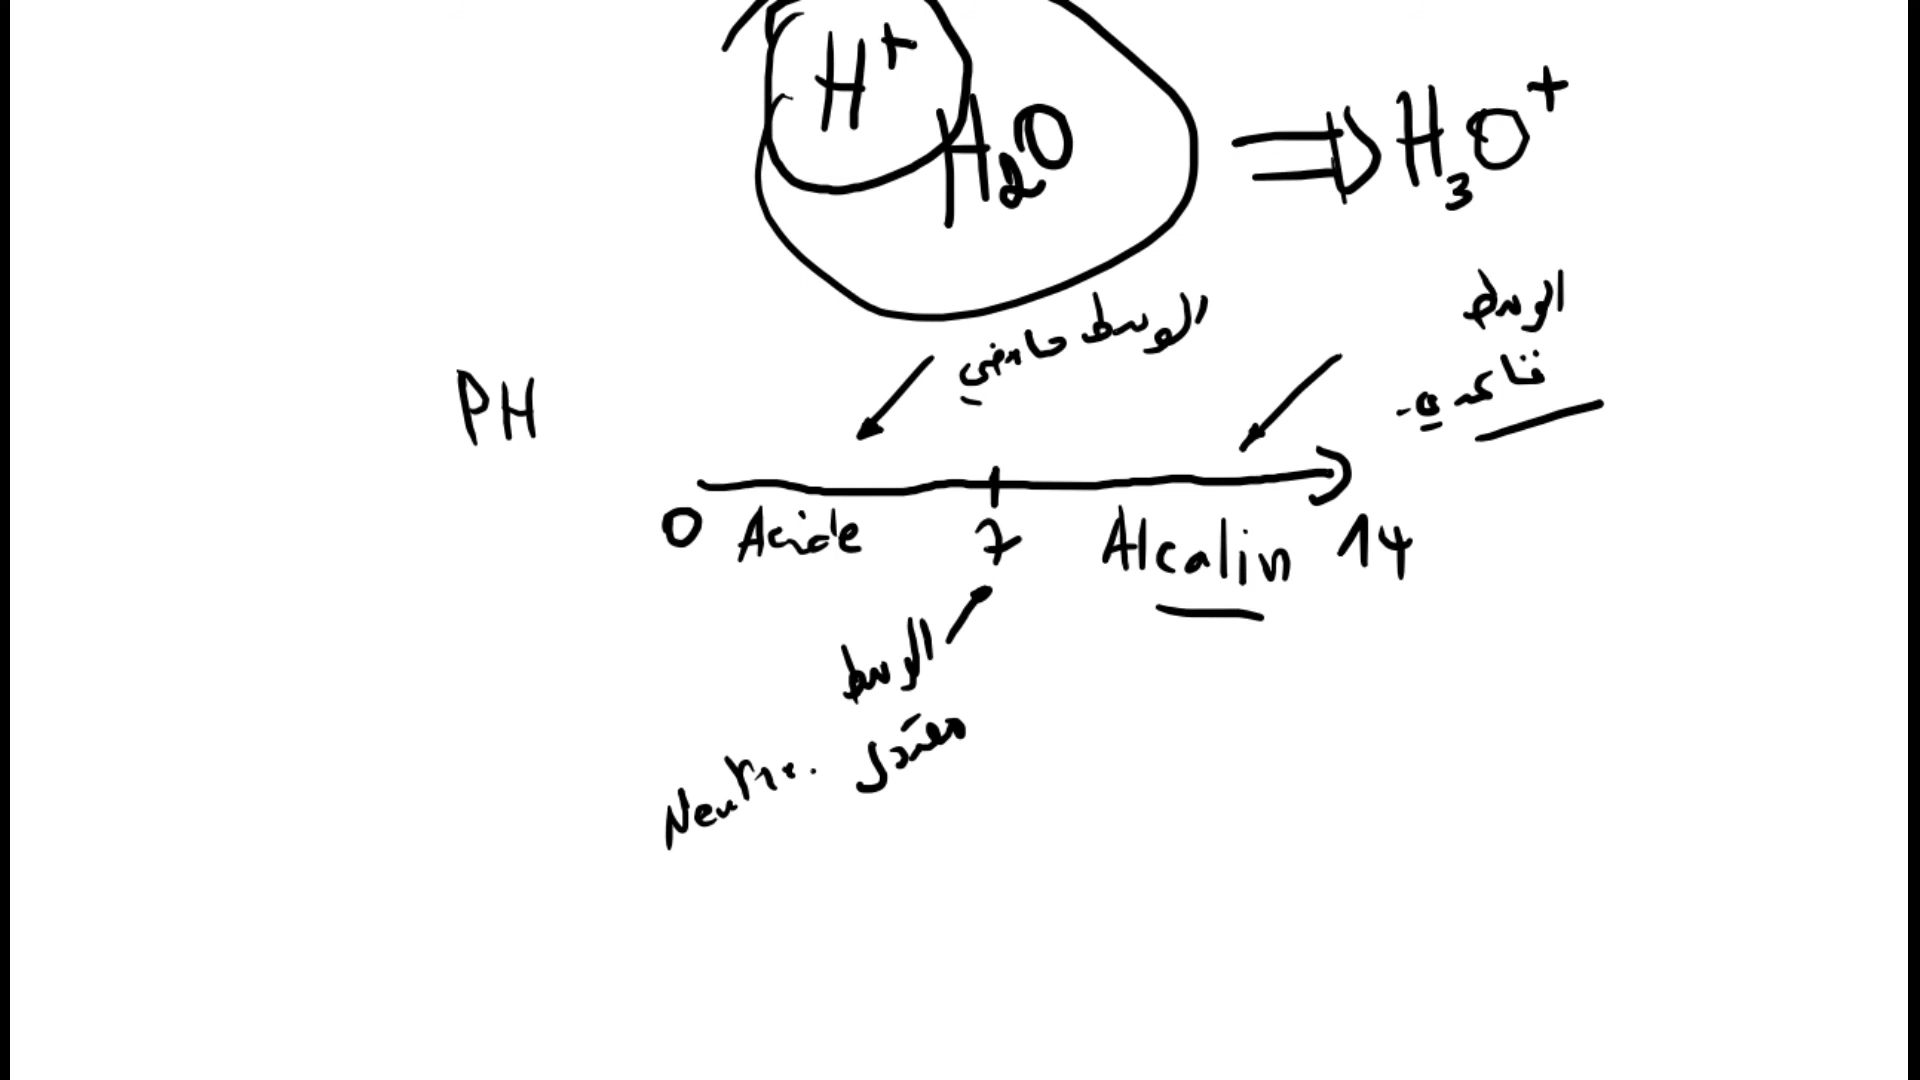 H+
H2O ⇒ H3O+
الوسط حامضي
الوسط
قاعدي
PH
0 Acide 7 Alcalin 14
الوسط
معتدل
Neutre.